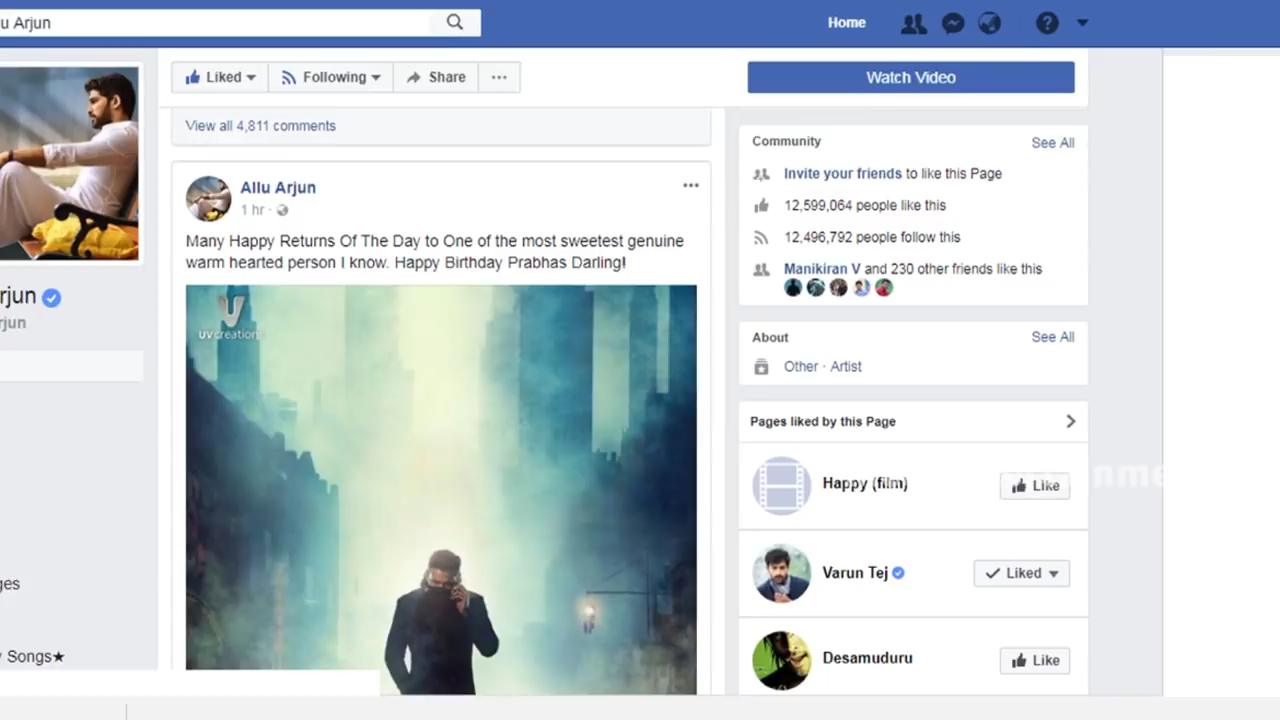 u Arjun
Home
Liked
Following
Share
Watch Video
View all 4,811 comments
Allu Arjun
1 hr
Many Happy Returns Of The Day to One of the most sweetest genuine
warm hearted person I know. Happy Birthday Prabhas Darling!
UVcreations
rjun
rjun
ges
Songs★
Community
See All
Invite your friends to like this Page
12,599,064 people like this
12,496,792 people follow this
Manikiran V and 230 other friends like this
About
See All
Other · Artist
Pages liked by this Page
Happy (film)
Like
Varun Tej
Liked
Desamuduru
Like